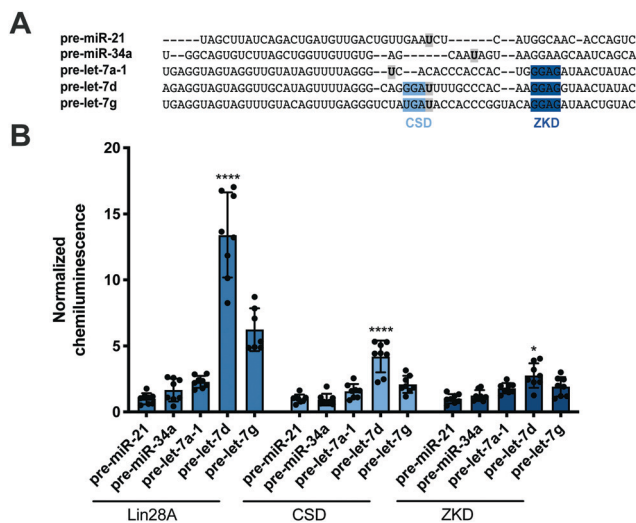 A
pre-miR-21 -----UAGCUUAUCAGACUGAUGUUGACUGUUGAAUCU------C--AUGGCAAC-ACCAGUC
pre-miR-34a U--GGCAGUGUCUUAGCUGGUUGUUGUG---AG-----CAAUAGU--AAGGAAGCAAUCAGCA
pre-let-7a-1 UGAGGUAGUAGGUUGUAUAGUUUUAGGG----UC--ACACCCACCAC--UGGGAGAUAACUAUAC
pre-let-7d AGAGGUAGUAGGUUGCAUAGUUUUAGGG--CAGGGAUUUUGCCCAC--AAGGAGGUAACUAUAC
pre-let-7g UGAGGUAGUAGUUUGUACAGUUUGAGGGUCUAUGAUACCACCCGGUACAGGAGAUAACUGUAC
CSD ZKD
B
Normalized
chemiluminescence
20
15
10
5
0
****
****
*
pre-miR-21
pre-miR-34a
pre-let-7a-1
pre-let-7d
pre-let-7g
pre-miR-21
pre-miR-34a
pre-let-7a-1
pre-let-7d
pre-let-7g
pre-miR-21
pre-miR-34a
pre-let-7a-1
pre-let-7d
pre-let-7g
Lin28A CSD ZKD